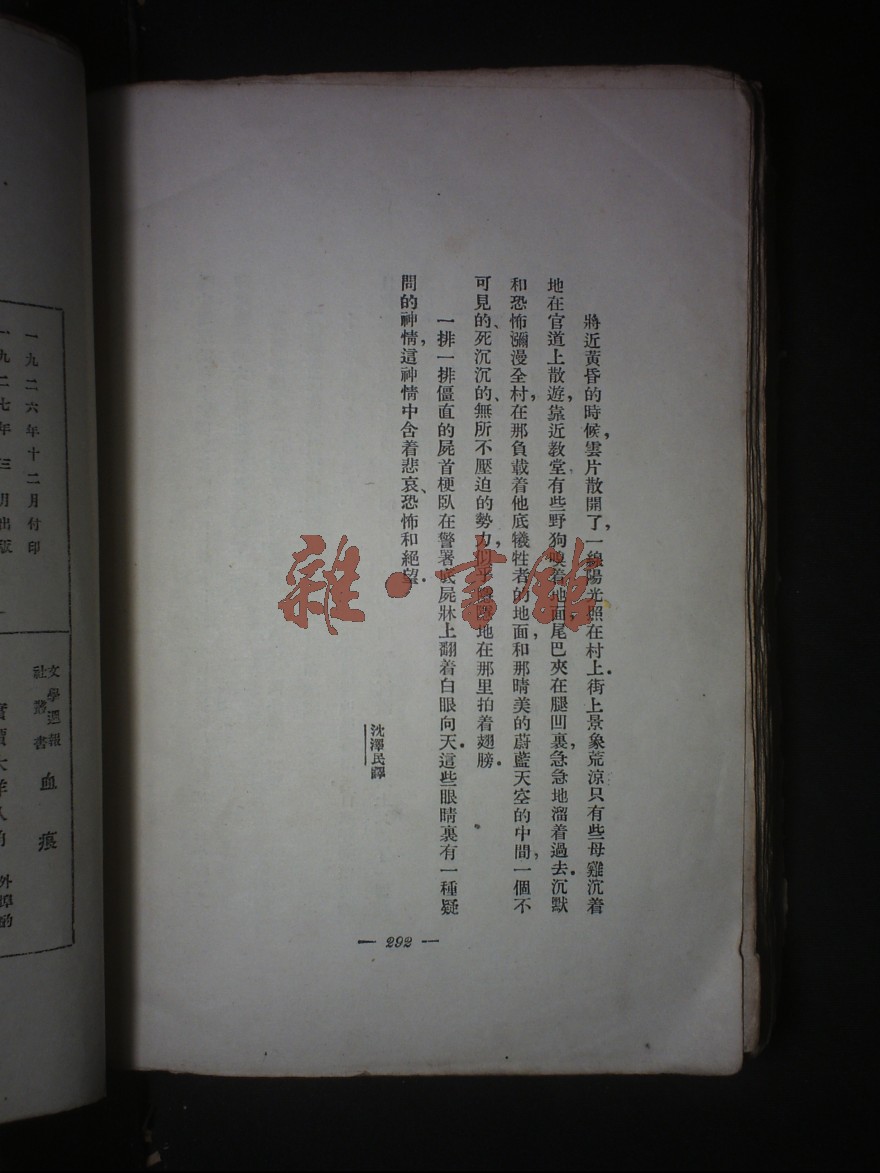 將近黃昏的時候，雲片散開了，一線陽光照在村上．街上景象荒涼只有些母雞沉着
地在官道上散遊，靠近教堂有些野狗嗅着地面，尾巴夾在腿凹裏，急急地溜着過去．沉默
和恐怖瀰漫全村，在那負載着他底犧牲者的地面，和那晴美的蔚藍天空的中間，一個不
可見的、死沉沉的、無所不壓迫的勢力，似乎地在那里拍着翅膀．
一排一排僵直的屍首梗臥在警署底屍牀上翻着白眼向天．這些眼睛裏有一種疑
問的神情，這神情中含着悲哀、恐怖和絕望．
沈澤民譯
— 292 —
雜·書館
一九二六年十二月付印
一九二七年三月出版
文學週報
社叢書
血痕
實價大洋
外埠酌